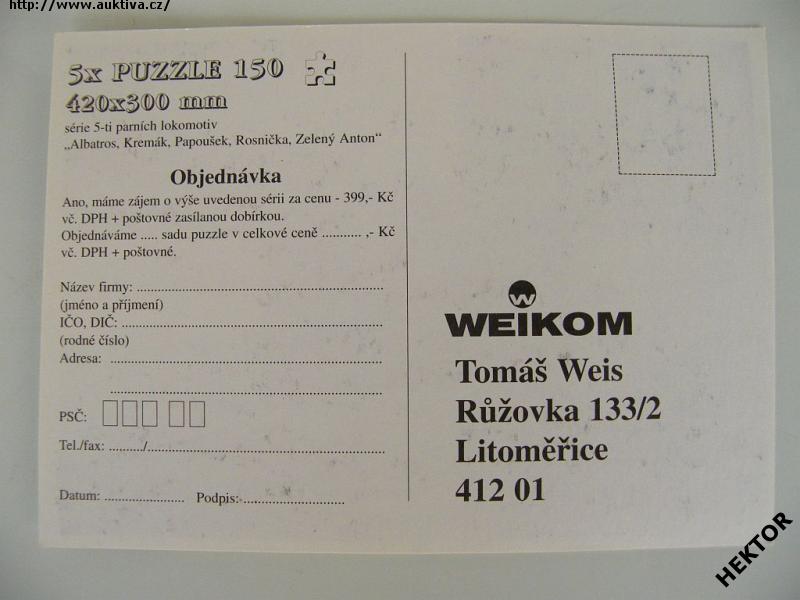 http://www.auktiva.cz/
5x PUZZLE 150
420x300 mm
série 5-ti parních lokomotiv
„Albatros, Kremák, Papoušek, Rosnička, Zelený Anton“
Objednávka
Ano, máme zájem o výše uvedenou sérii za cenu - 399,- Kč
vč. DPH + poštovné zasílanou dobírkou.
Objednáváme ..... sadu puzzle v celkové ceně ........... ,- Kč
vč. DPH + poštovné.
Název firmy: ......................................................................
(jméno a příjmení)
IČO, DIČ: ..........................................................................
(rodné číslo)
Adresa: .............................................................................
.............................................................................
PSČ:
Tel./fax: ........../....................................................................
Datum: ....................... Podpis: .............................
W
WEIKOM
Tomáš Weis
Růžovka 133/2
Litoměřice
412 01
HEKTOR